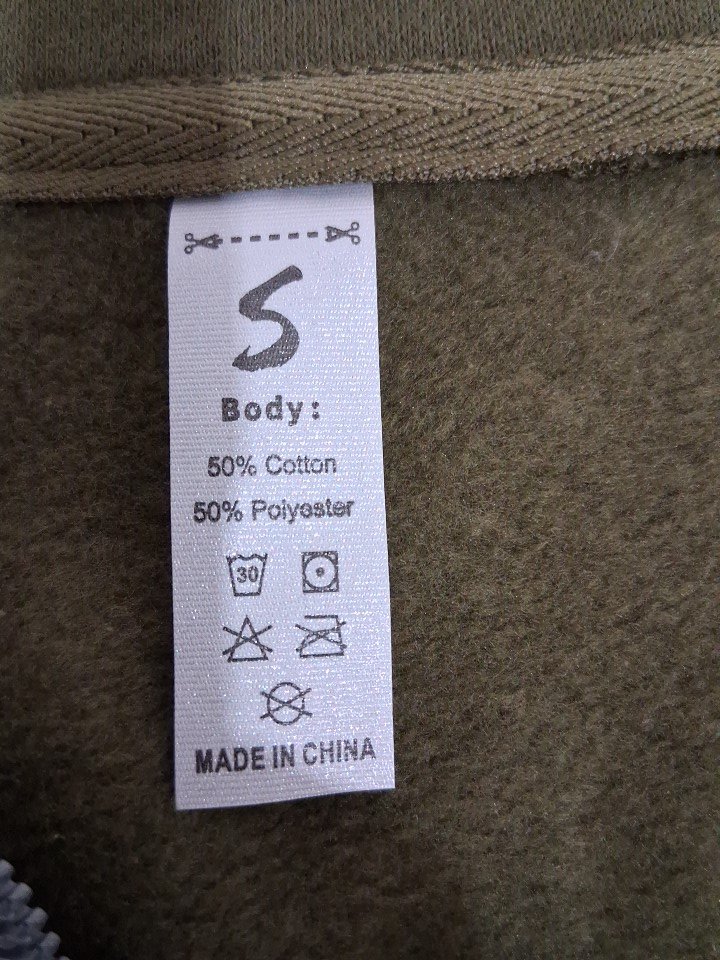 S
Body:
50% Cotton
50% Polyester
30
MADE IN CHINA